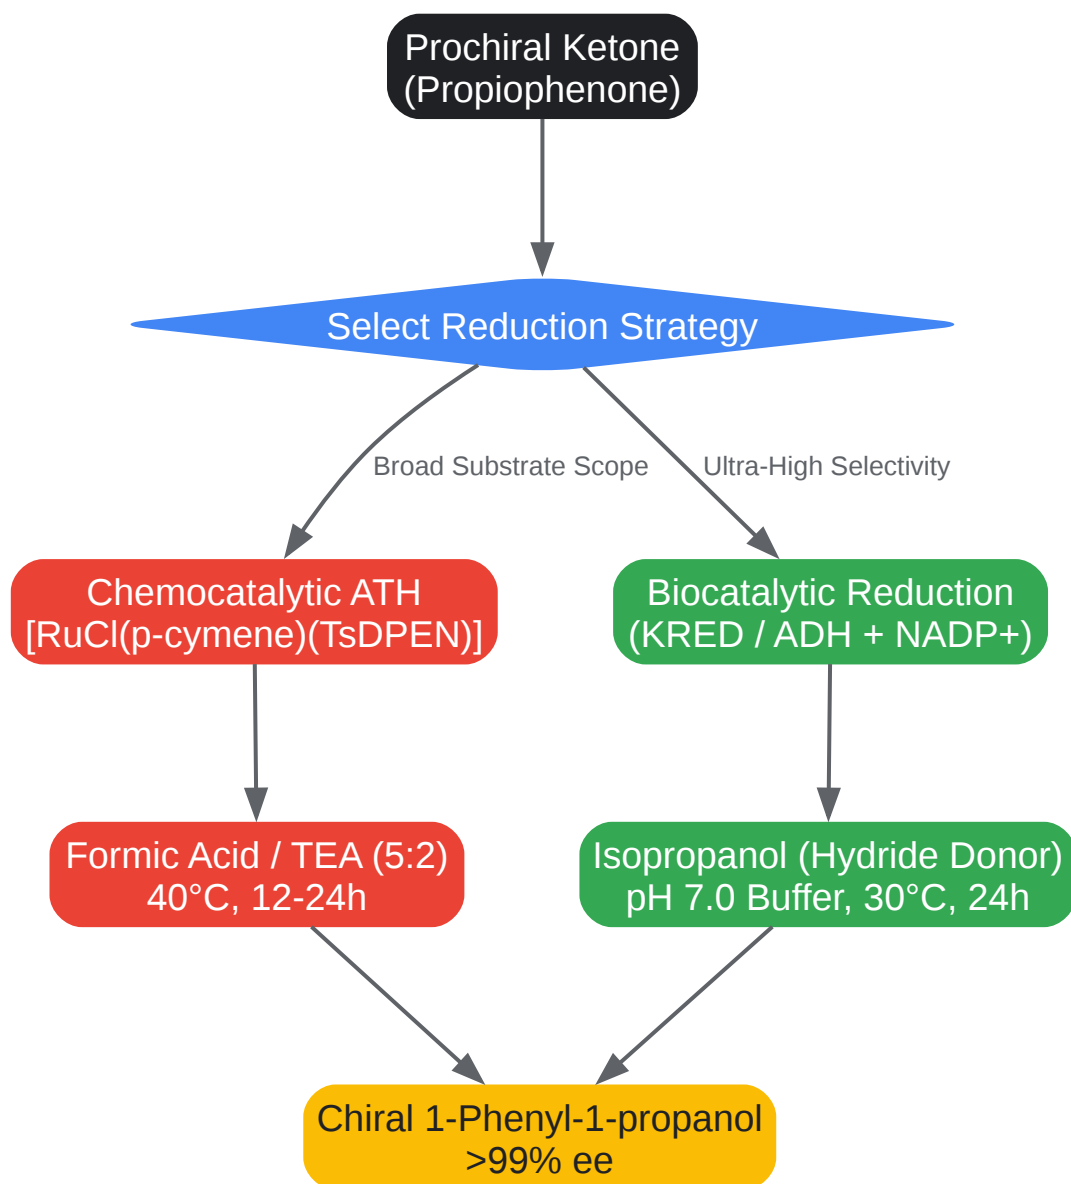 Prochiral Ketone
(Propiophenone)
Select Reduction Strategy
Broad Substrate Scope
Ultra-High Selectivity
Chemocatalytic ATH
[RuCl(p-cymene)(TsDPEN)]
Biocatalytic Reduction
(KRED / ADH + NADP+)
Formic Acid / TEA (5:2)
40°C, 12-24h
Isopropanol (Hydride Donor)
pH 7.0 Buffer, 30°C, 24h
Chiral 1-Phenyl-1-propanol
>99% ee